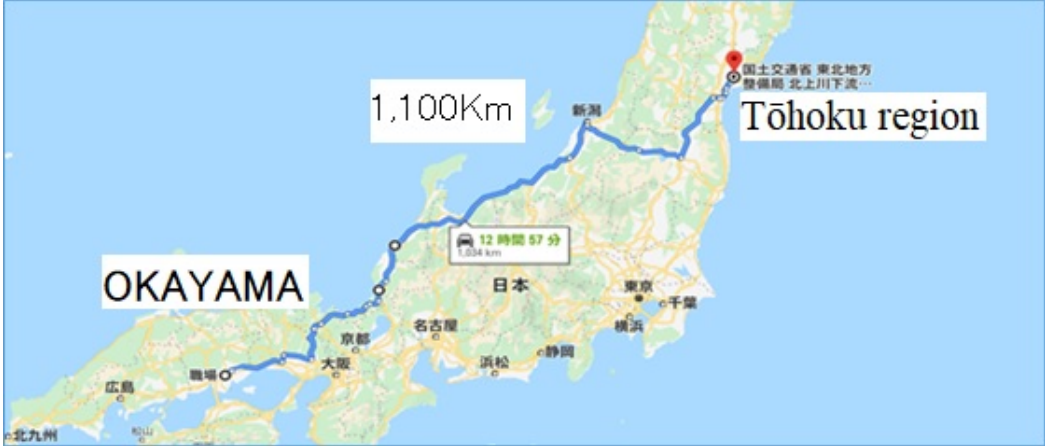 1,100Km
国土交通省 東北地方
整備局 北上川下流…
Tōhoku region
新潟
12 時間 57 分
1,034 km
OKAYAMA
日本
東京
千葉
横浜
名古屋
京都
静岡
浜松
大阪
職場
広島
松山
北九州